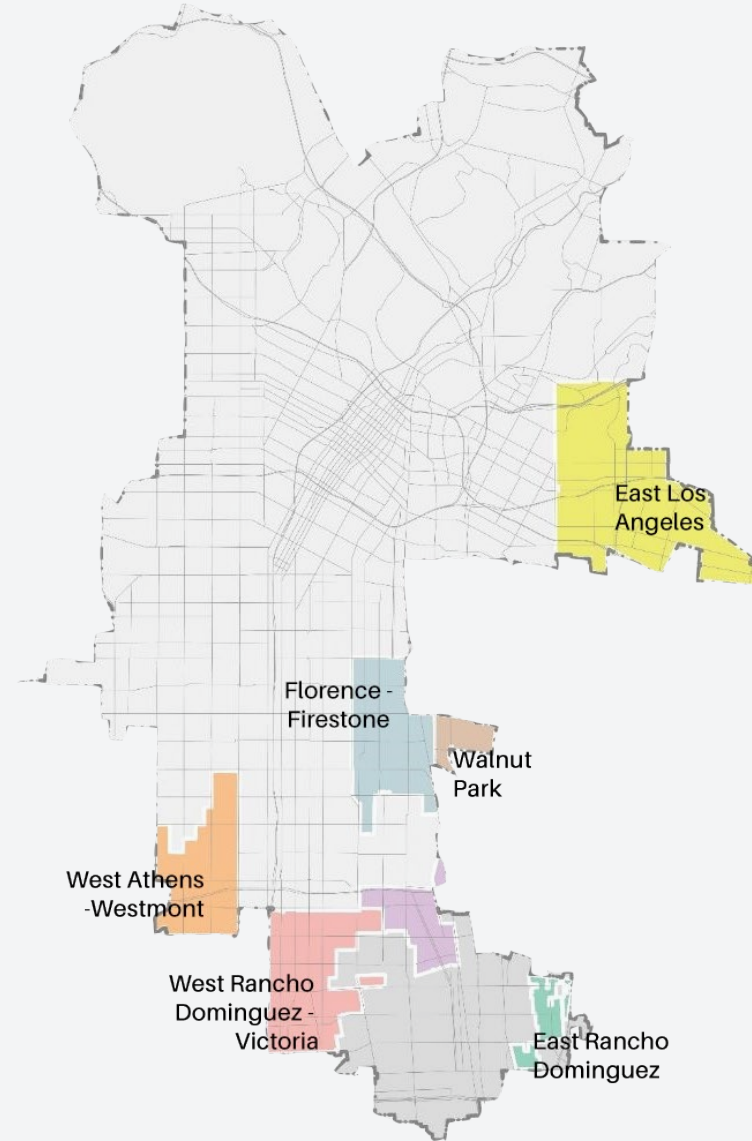 East Los
Angeles
Florence -
Firestone
Walnut
Park
West Athens
-Westmont
West Rancho
Dominguez -
Victoria
East Rancho
Dominguez